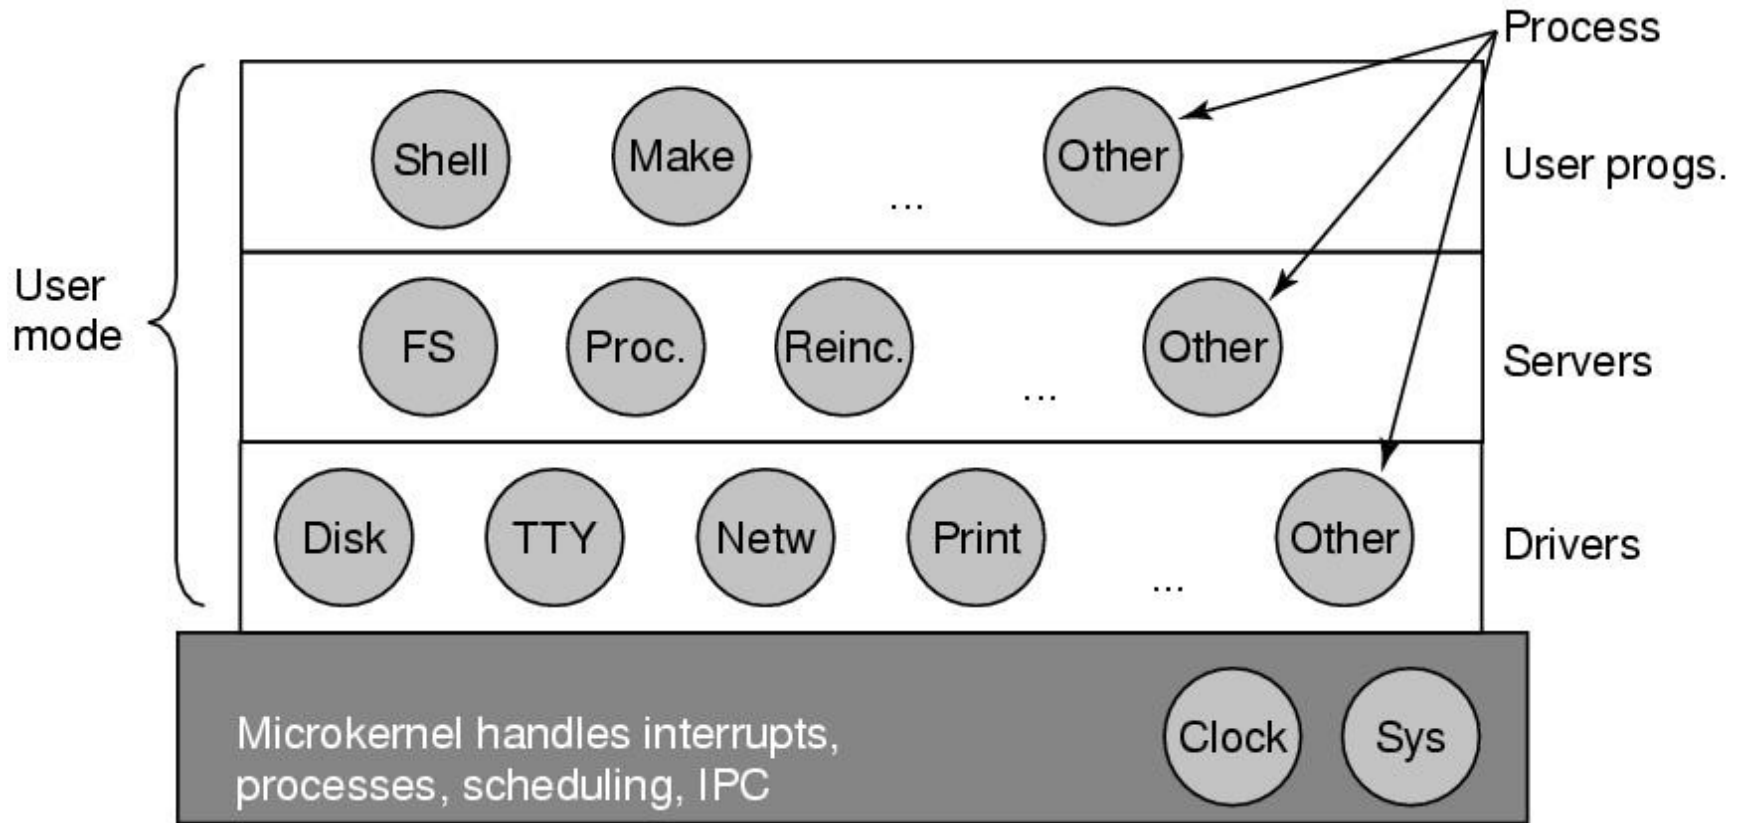 Process
Shell
Make
...
Other
User progs.
User
mode
FS
Proc.
Reinc.
...
Other
Servers
Disk
TTY
Netw
Print
...
Other
Drivers
Microkernel handles interrupts,
processes, scheduling, IPC
Clock
Sys